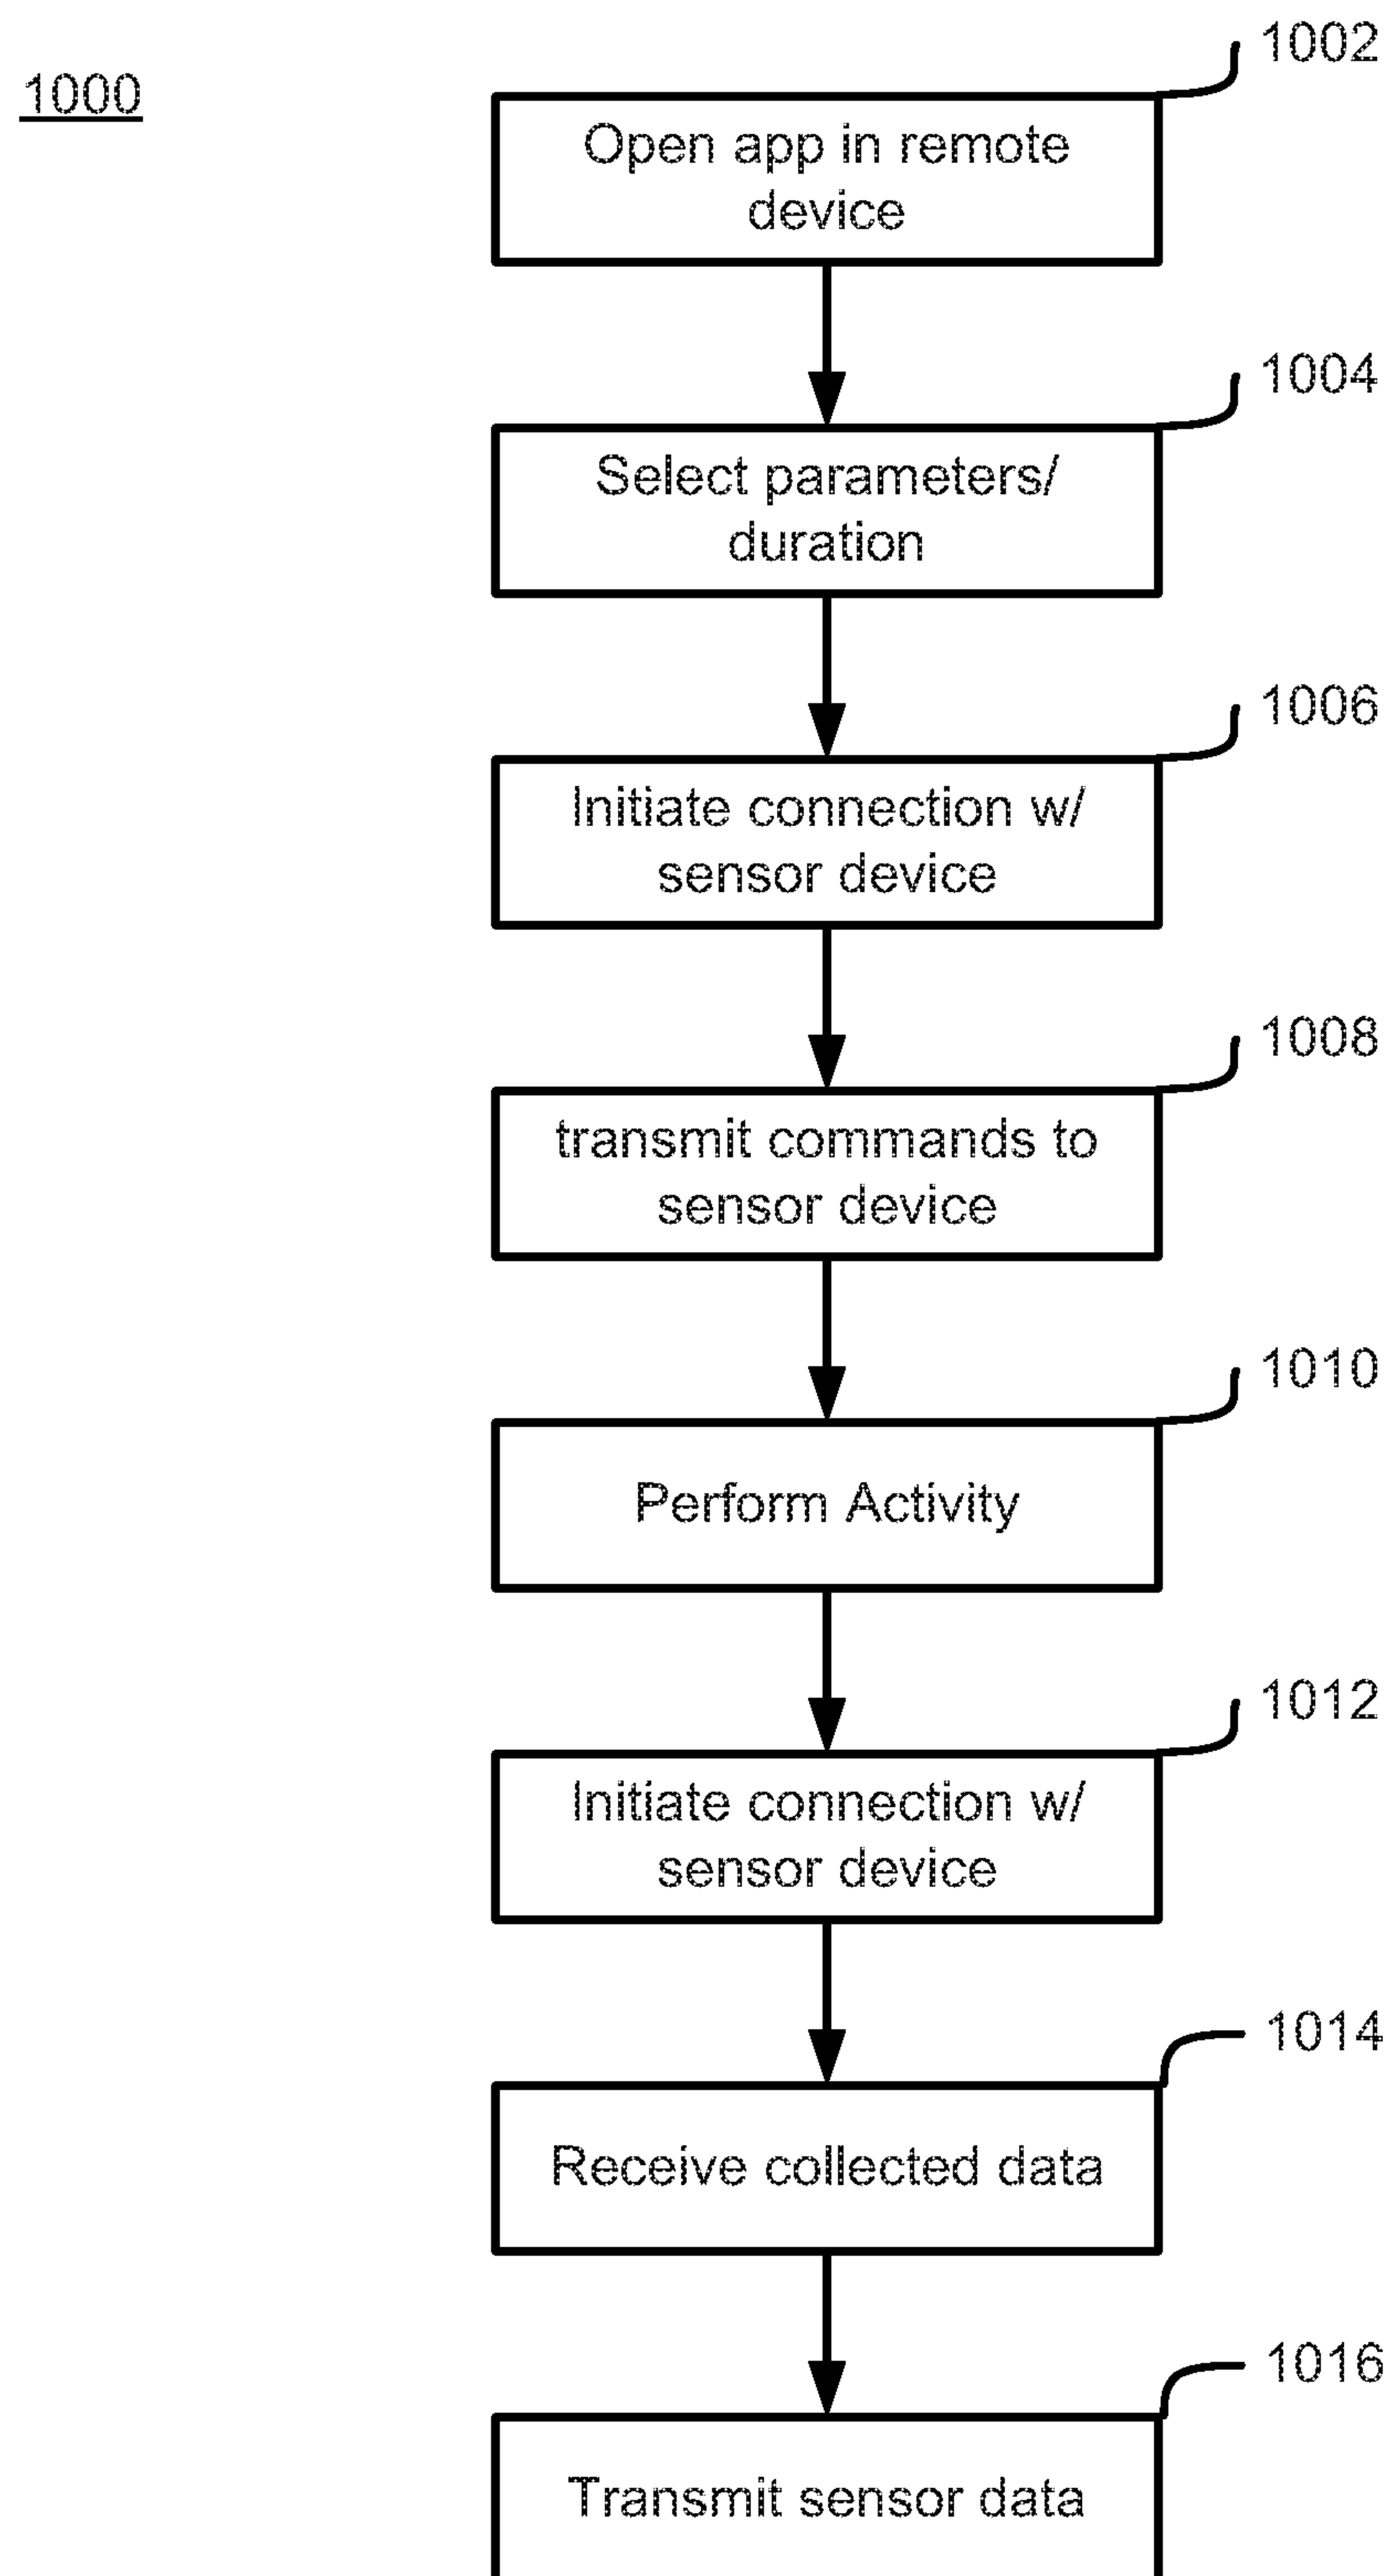 1000
1002
Open app in remote
device
1004
Select parameters/
duration
1006
Initiate connection w/
sensor device
1008
transmit commands to
sensor device
1010
Perform Activity
1012
Initiate connection w/
sensor device
1014
Receive collected data
1016
Transmit sensor data